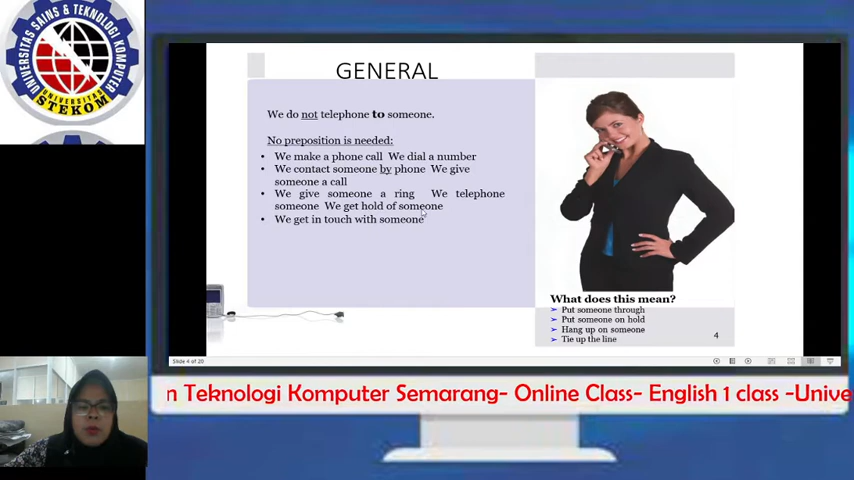 UNIVERSITAS SAINS & TEKNOLOGI KOMPUTER
UNIVERSITAS
STEKOM
GENERAL
We do not telephone to someone.
No preposition is needed:
• We make a phone call We dial a number
• We contact someone by phone We give
someone a call
• We give someone a ring We telephone
someone We get hold of someone
• We get in touch with someone
What does this mean?
➢ Put someone through
➢ Put someone on hold
➢ Hang up on someone
➢ Tie up the line
4
Slide 4 of 20
n Teknologi Komputer Semarang- Online Class- English 1 class -Unive